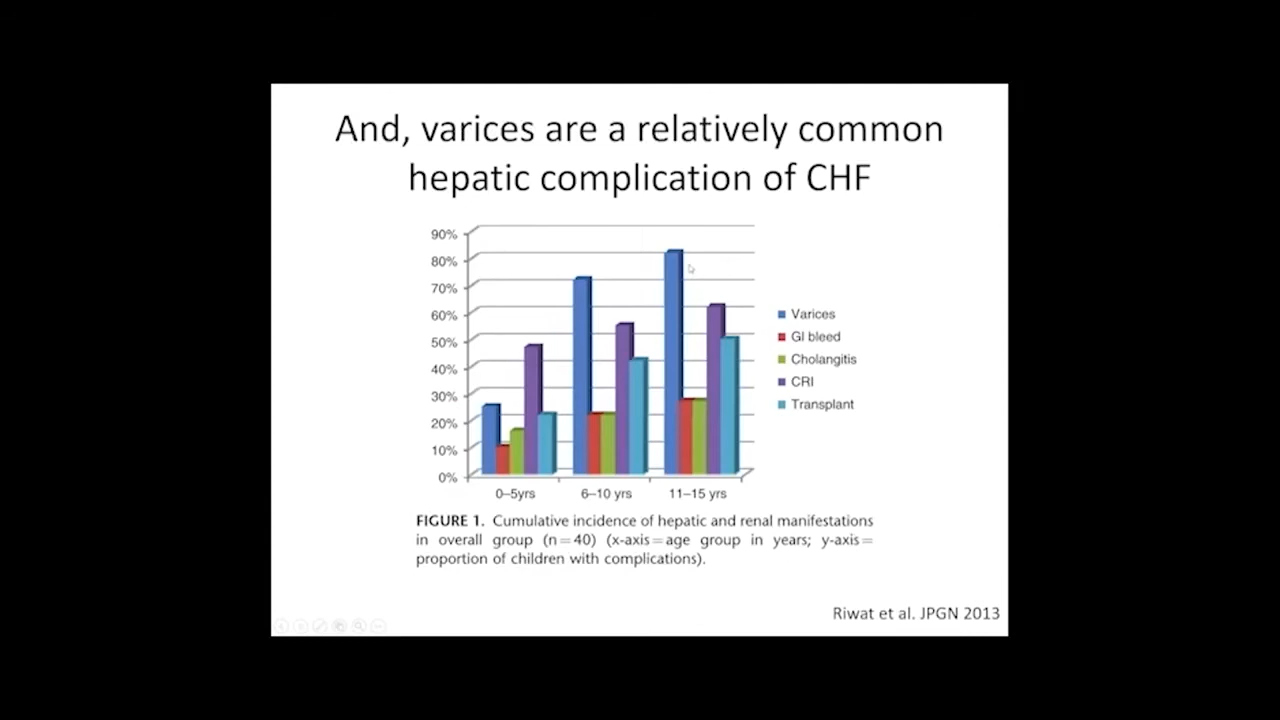 And, varices are a relatively common
hepatic complication of CHF
90%
80%
70%
60%
50%
40%
30%
20%
10%
0%
0–5yrs
6–10 yrs
11–15 yrs
Varices
GI bleed
Cholangitis
CRI
Transplant
FIGURE 1. Cumulative incidence of hepatic and renal manifestations
in overall group (n=40) (x-axis=age group in years; y-axis=
proportion of children with complications).
Riwat et al. JPGN 2013